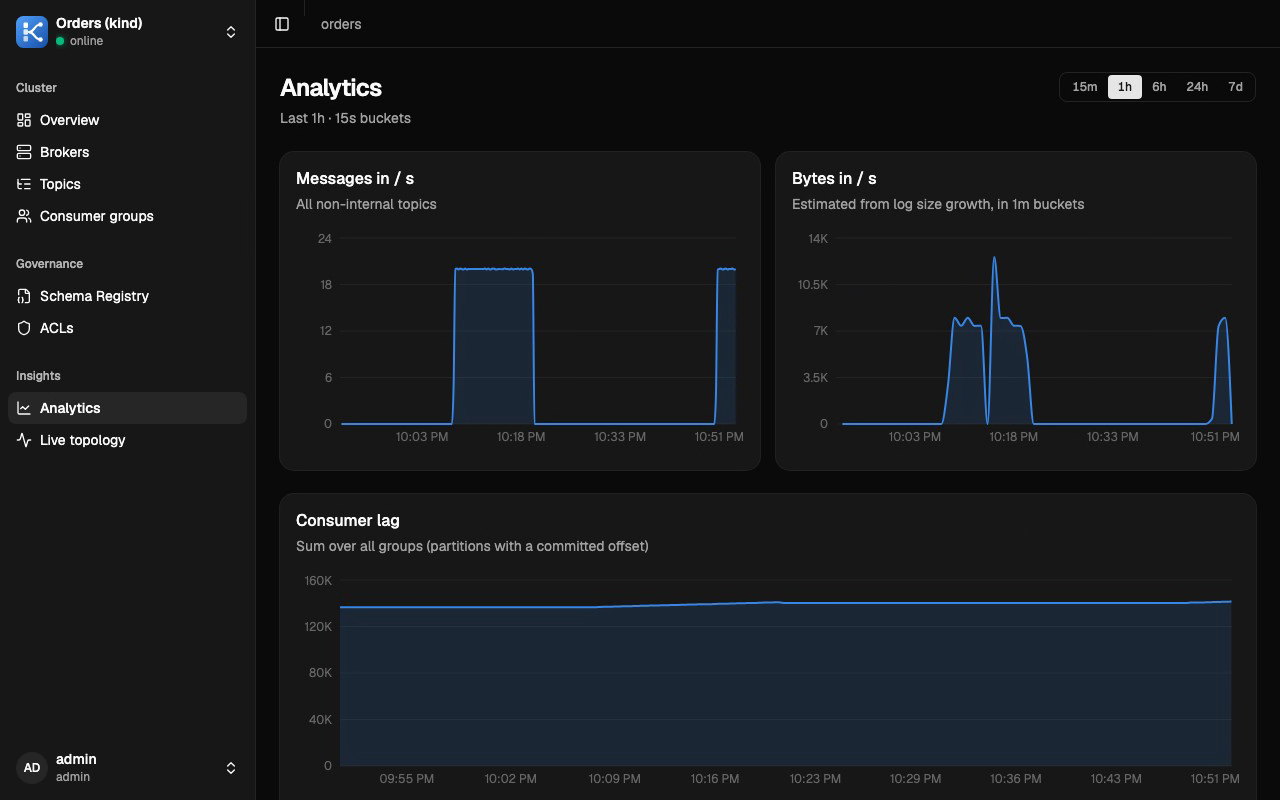 Orders (kind)
online
Cluster
Overview
Brokers
Topics
Consumer groups
Governance
Schema Registry
ACLs
Insights
Analytics
Live topology
AD
admin
admin
orders
Analytics
Last 1h · 15s buckets
15m 1h 6h 24h 7d
Messages in / s
All non-internal topics
24
18
12
6
0
10:03 PM 10:18 PM 10:33 PM 10:51 PM
Bytes in / s
Estimated from log size growth, in 1m buckets
14K
10.5K
7K
3.5K
0
10:03 PM 10:18 PM 10:33 PM 10:51 PM
Consumer lag
Sum over all groups (partitions with a committed offset)
160K
120K
80K
40K
0
09:55 PM 10:02 PM 10:09 PM 10:16 PM 10:23 PM 10:29 PM 10:36 PM 10:43 PM 10:51 PM